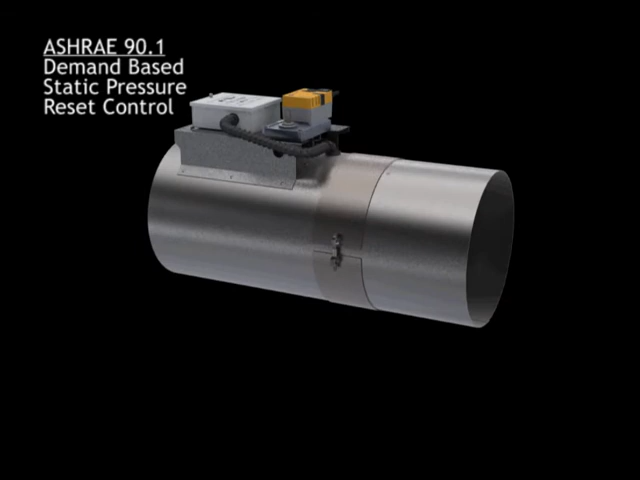 ASHRAE 90.1
Demand Based
Static Pressure
Reset Control